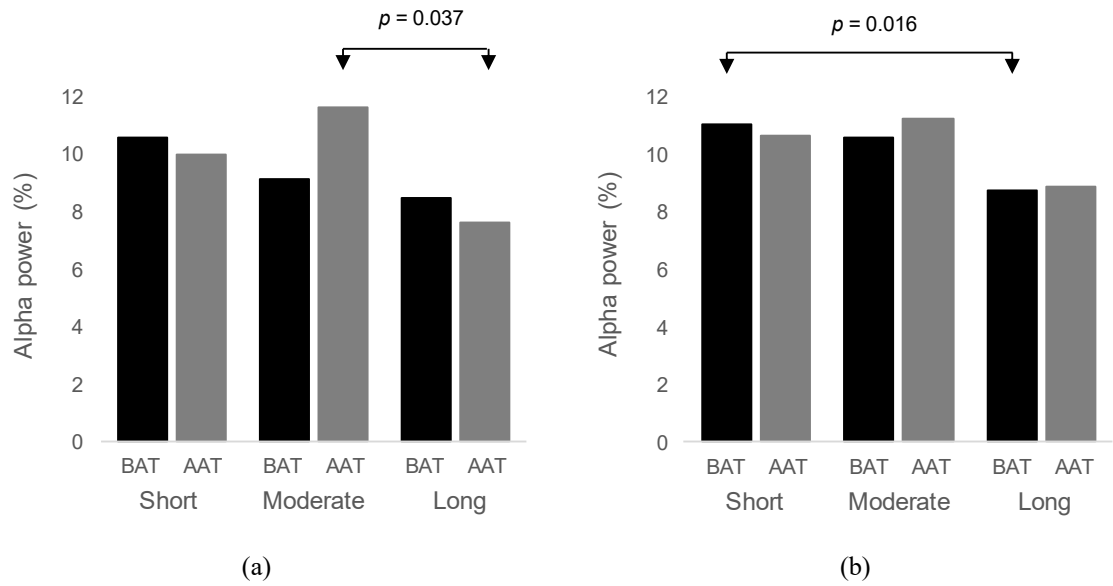 p = 0.037
Alpha power (%)
12
10
8
6
4
2
0
BAT AAT BAT AAT BAT AAT
Short Moderate Long
(a)
p = 0.016
Alpha power (%)
12
10
8
6
4
2
0
BAT AAT BAT AAT BAT AAT
Short Moderate Long
(b)